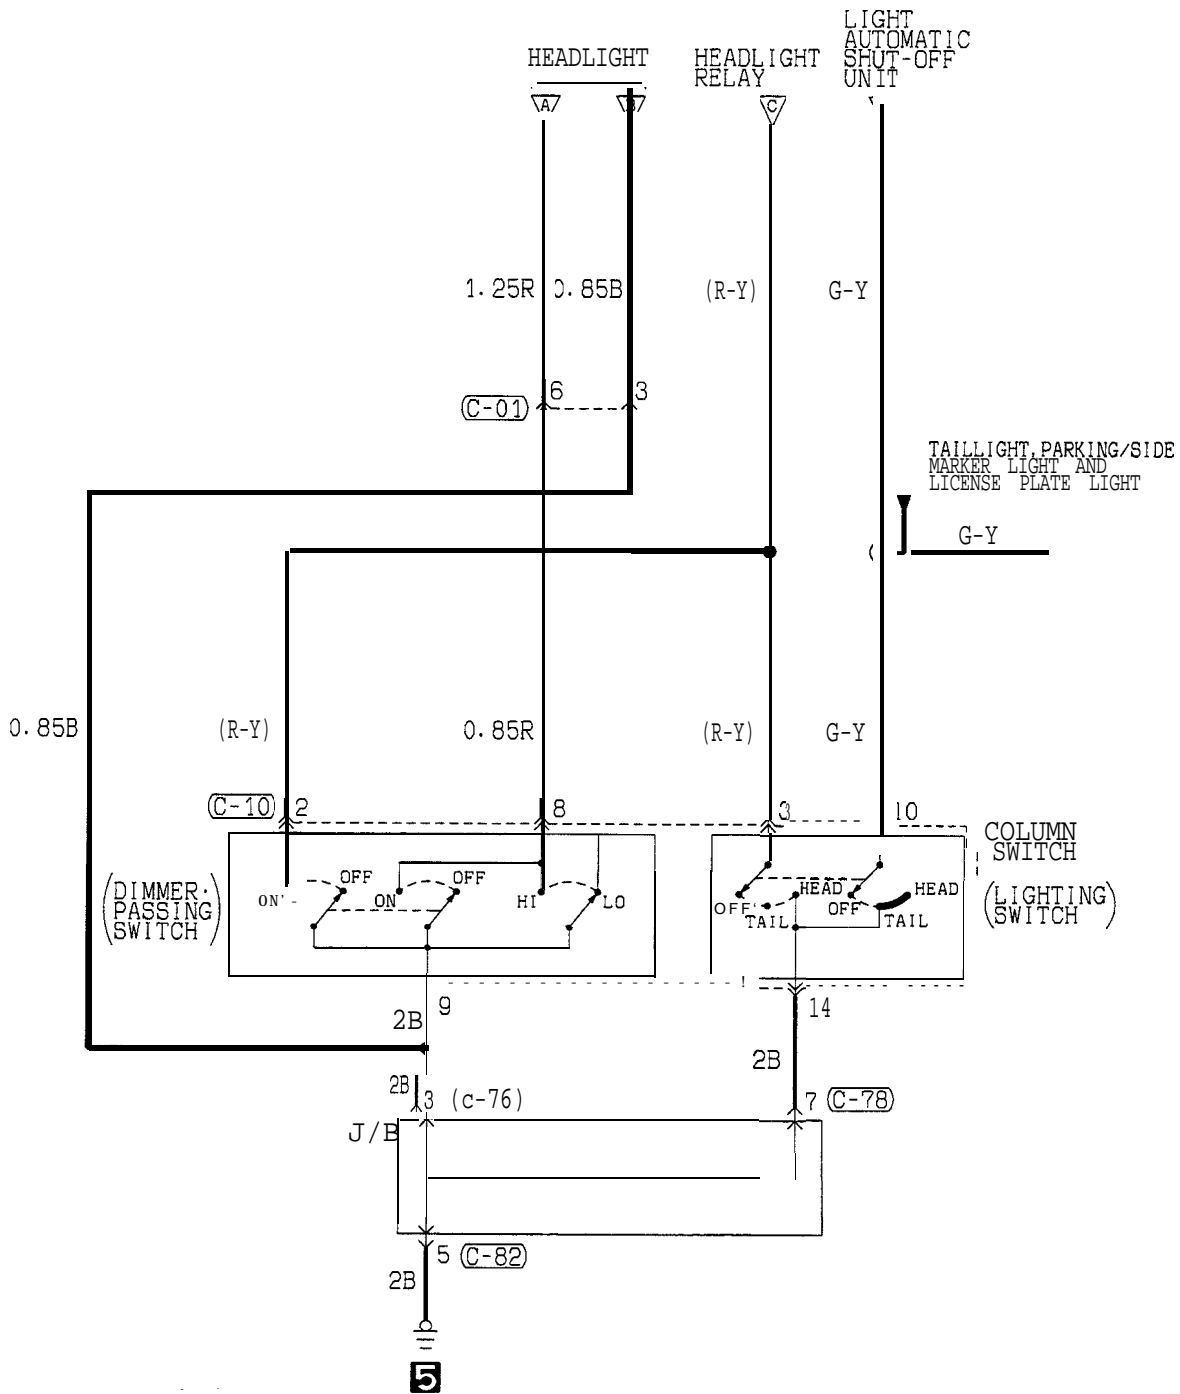 LIGHT
AUTOMATIC
SHUT-OFF
UNIT
HEADLIGHT
HEADLIGHT
RELAY
A
B
C
1.25R
0.85B
(R-Y)
G-Y
6
3
(C-01)
TAILLIGHT, PARKING/SIDE
MARKER LIGHT AND
LICENSE PLATE LIGHT
G-Y
0.85B
(R-Y)
0.85R
(R-Y)
G-Y
(C-10)
2
8
3
10
COLUMN
SWITCH
(DIMMER·
PASSING
SWITCH)
ON
OFF
ON
OFF
HI
LO
OFF
TAIL
HEAD
OFF
HEAD
TAIL
(LIGHTING)
SWITCH
9
2B
14
2B
2B
3
(c-76)
7
(C-78)
J/B
5
(C-82)
2B
5